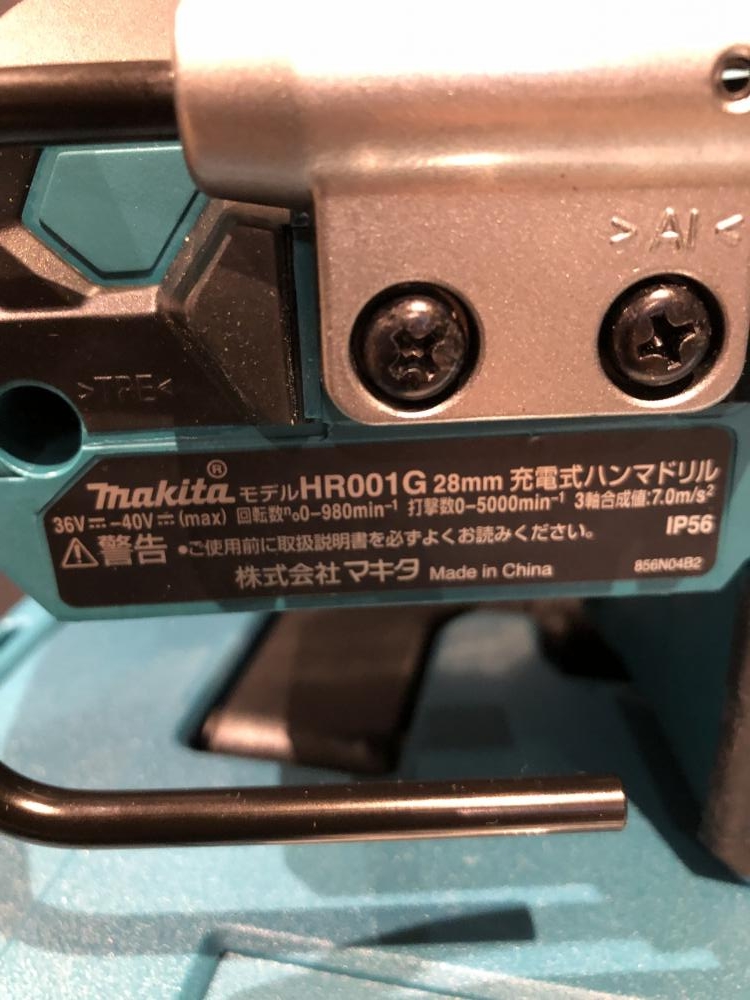 >AI<
>TPE<
makita® モデルHR001G 28mm 充電式ハンマドリル
36V⎓–40V⎓(max) 回転数n₀0–980min⁻¹ 打撃数0–5000min⁻¹ 3軸合成値:7.0m/s²
⚠警告 •ご使用前に取扱説明書を必ずよくお読みください。 IP56
株式会社マキタ Made in China 856N04B2